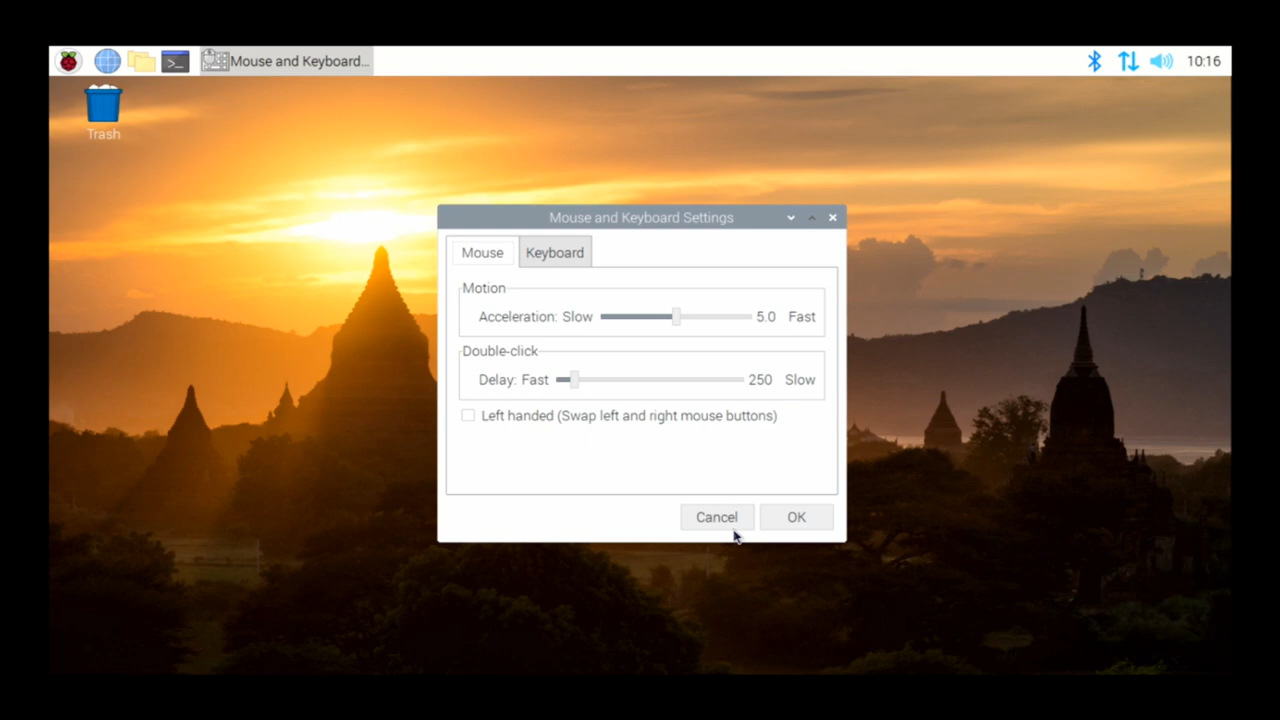 Mouse and Keyboard... 10:16
Trash
Mouse and Keyboard Settings
Mouse Keyboard
Motion
Acceleration: Slow 5.0 Fast
Double-click
Delay: Fast 250 Slow
Left handed (Swap left and right mouse buttons)
Cancel OK